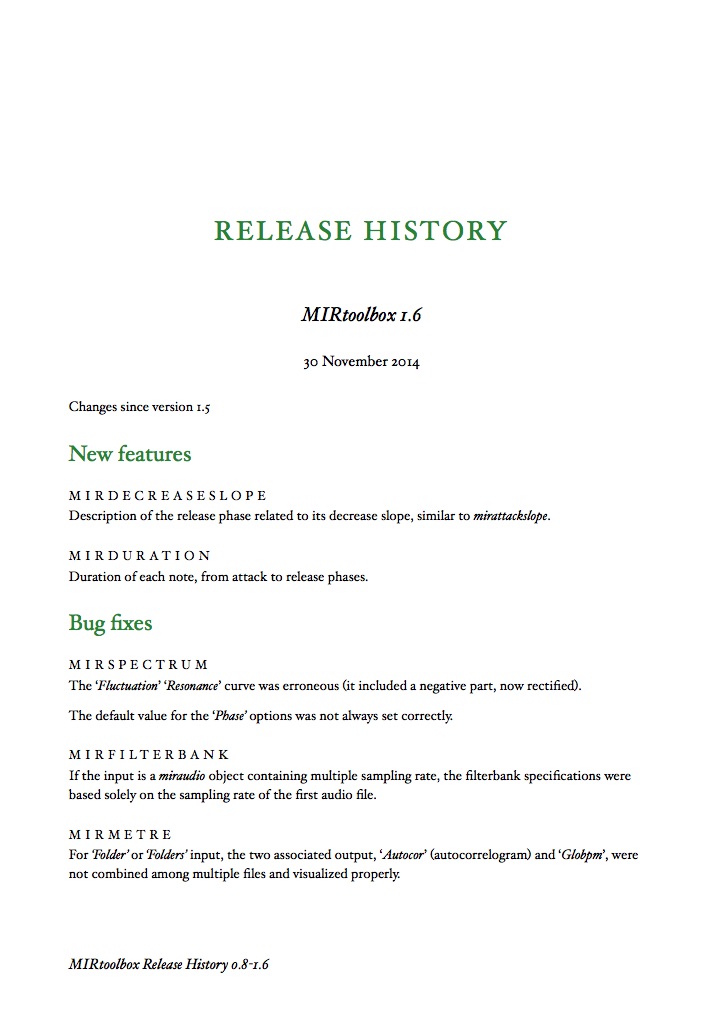 RELEASE HISTORY
MIRtoolbox 1.6
30 November 2014
Changes since version 1.5
New features
MIRDECREASESLOPE
Description of the release phase related to its decrease slope, similar to mirattackslope.
MIRDURATION
Duration of each note, from attack to release phases.
Bug fixes
MIRSPECTRUM
The ‘Fluctuation’ ‘Resonance’ curve was erroneous (it included a negative part, now rectified).
The default value for the ‘Phase’ options was not always set correctly.
MIRFILTERBANK
If the input is a miraudio object containing multiple sampling rate, the filterbank specifications were
based solely on the sampling rate of the first audio file.
MIRMETRE
For ‘Folder’ or ‘Folders’ input, the two associated output, ‘Autocor’ (autocorrelogram) and ‘Globpm’, were
not combined among multiple files and visualized properly.
MIRtoolbox Release History 0.8-1.6